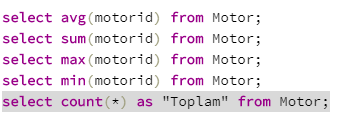 select avg(motorid) from Motor;
select sum(motorid) from Motor;
select max(motorid) from Motor;
select min(motorid) from Motor;
select count(*) as "Toplam" from Motor;